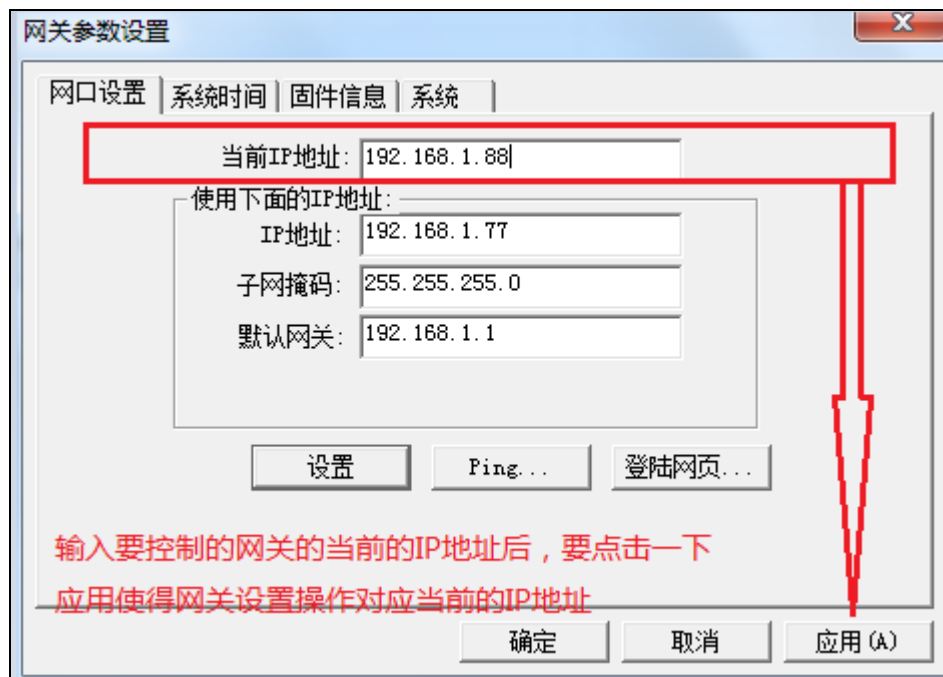 网关参数设置
网口设置 系统时间 固件信息 系统
当前IP地址: 192.168.1.88
使用下面的IP地址:
IP地址: 192.168.1.77
子网掩码: 255.255.255.0
默认网关: 192.168.1.1
设置 Ping... 登陆网页...
输入要控制的网关的当前的IP地址后，要点击一下
应用使得网关设置操作对应当前的IP地址
确定 取消 应用(A)